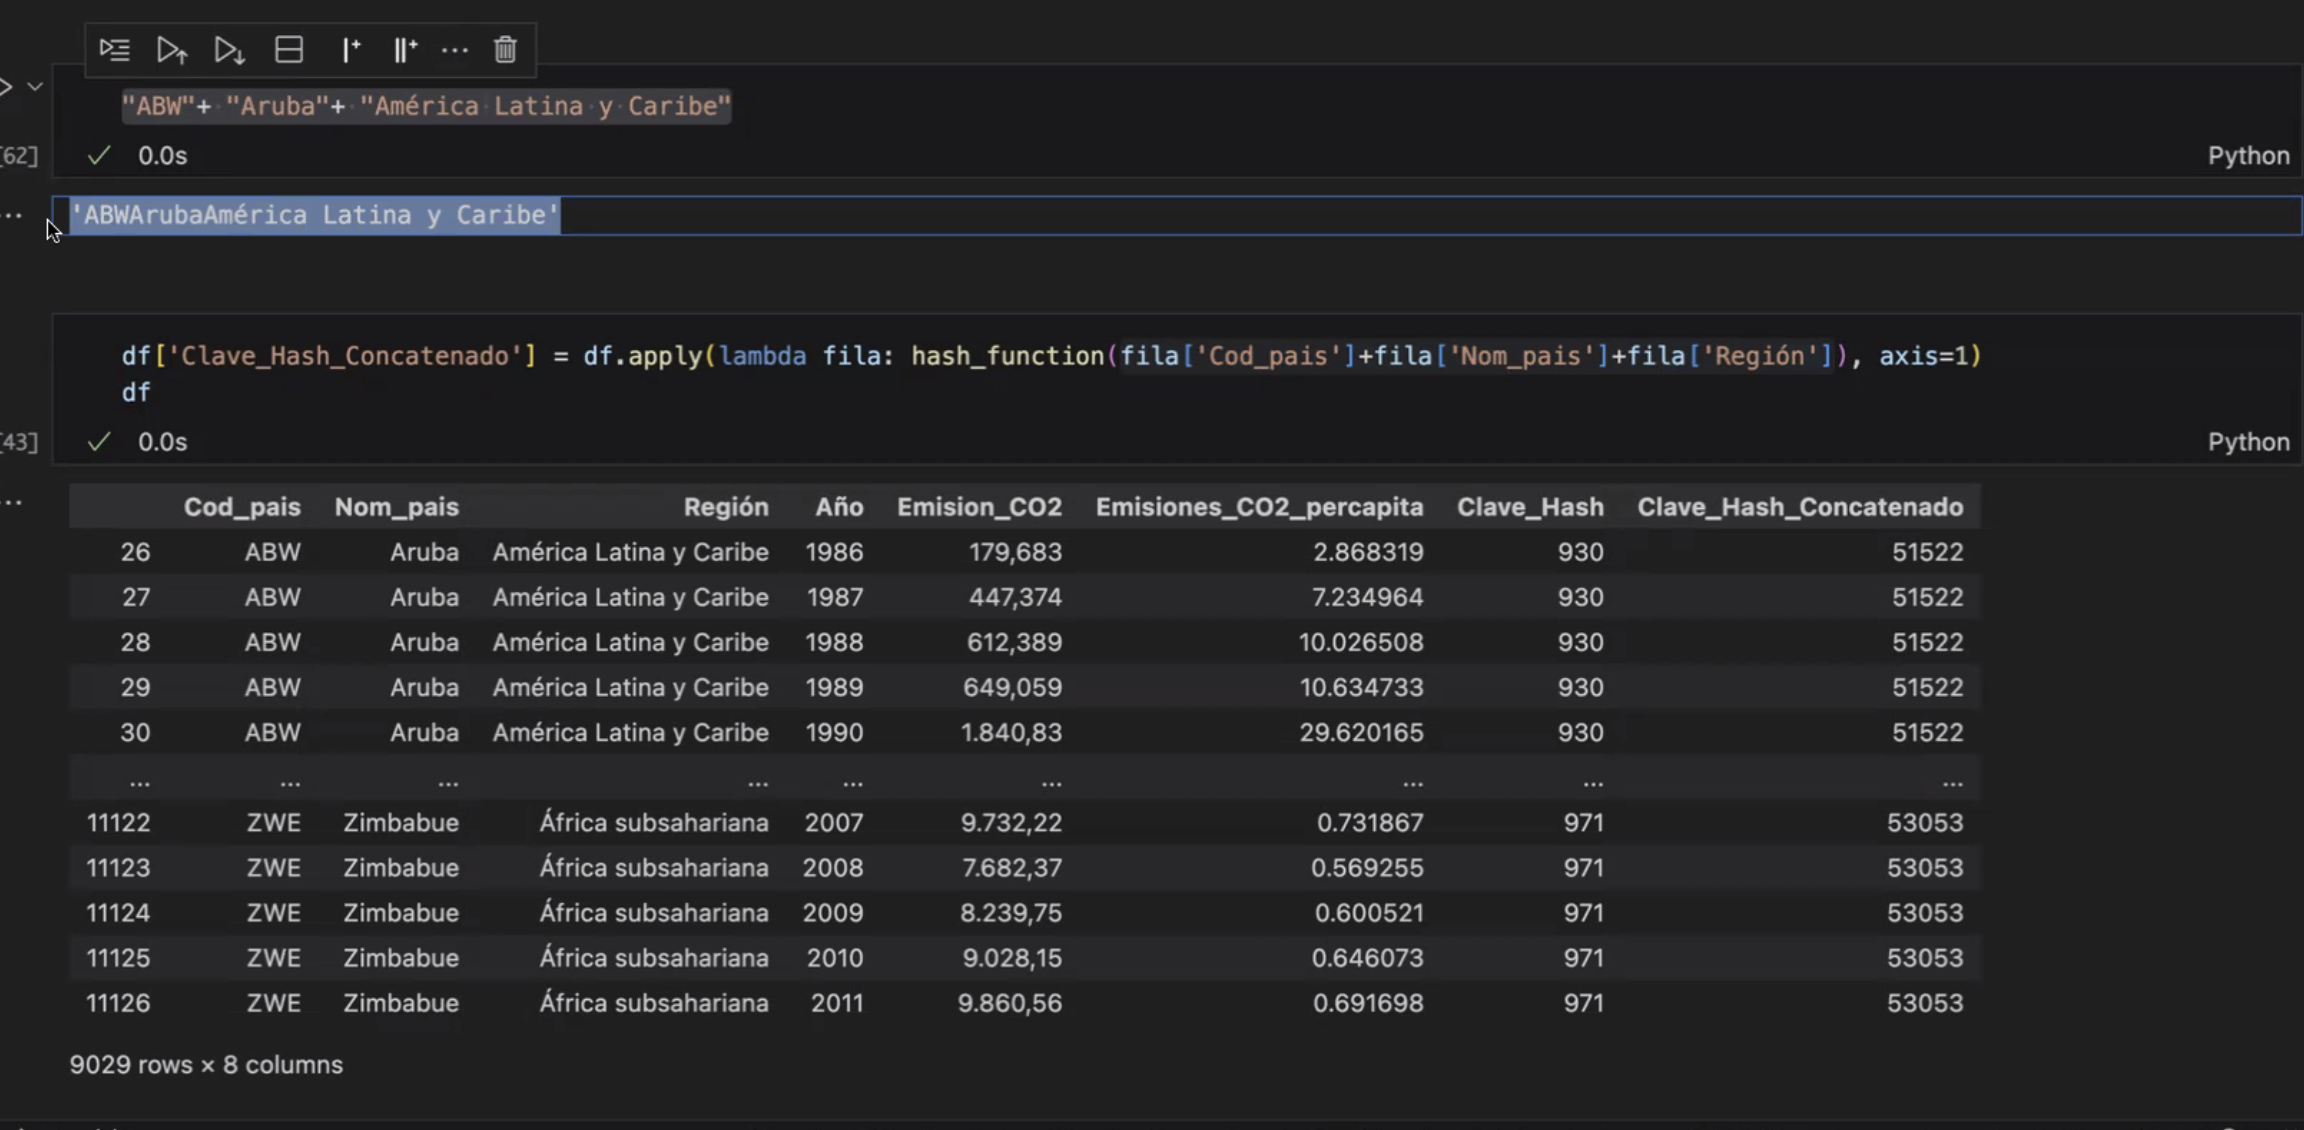 "ABW"+ "Aruba"+ "América Latina y Caribe"
[62]
0.0s
Python
'ABWArubaAmérica Latina y Caribe'
df['Clave_Hash_Concatenado'] = df.apply(lambda fila: hash_function(fila['Cod_pais']+fila['Nom_pais']+fila['Región']), axis=1)
df
[43]
0.0s
Python
Cod_pais Nom_pais Región Año Emision_CO2 Emisiones_CO2_percapita Clave_Hash Clave_Hash_Concatenado
26 ABW Aruba América Latina y Caribe 1986 179,683 2.868319 930 51522
27 ABW Aruba América Latina y Caribe 1987 447,374 7.234964 930 51522
28 ABW Aruba América Latina y Caribe 1988 612,389 10.026508 930 51522
29 ABW Aruba América Latina y Caribe 1989 649,059 10.634733 930 51522
30 ABW Aruba América Latina y Caribe 1990 1.840,83 29.620165 930 51522
... ... ... ... ... ... ... ... ...
11122 ZWE Zimbabue África subsahariana 2007 9.732,22 0.731867 971 53053
11123 ZWE Zimbabue África subsahariana 2008 7.682,37 0.569255 971 53053
11124 ZWE Zimbabue África subsahariana 2009 8.239,75 0.600521 971 53053
11125 ZWE Zimbabue África subsahariana 2010 9.028,15 0.646073 971 53053
11126 ZWE Zimbabue África subsahariana 2011 9.860,56 0.691698 971 53053
9029 rows × 8 columns